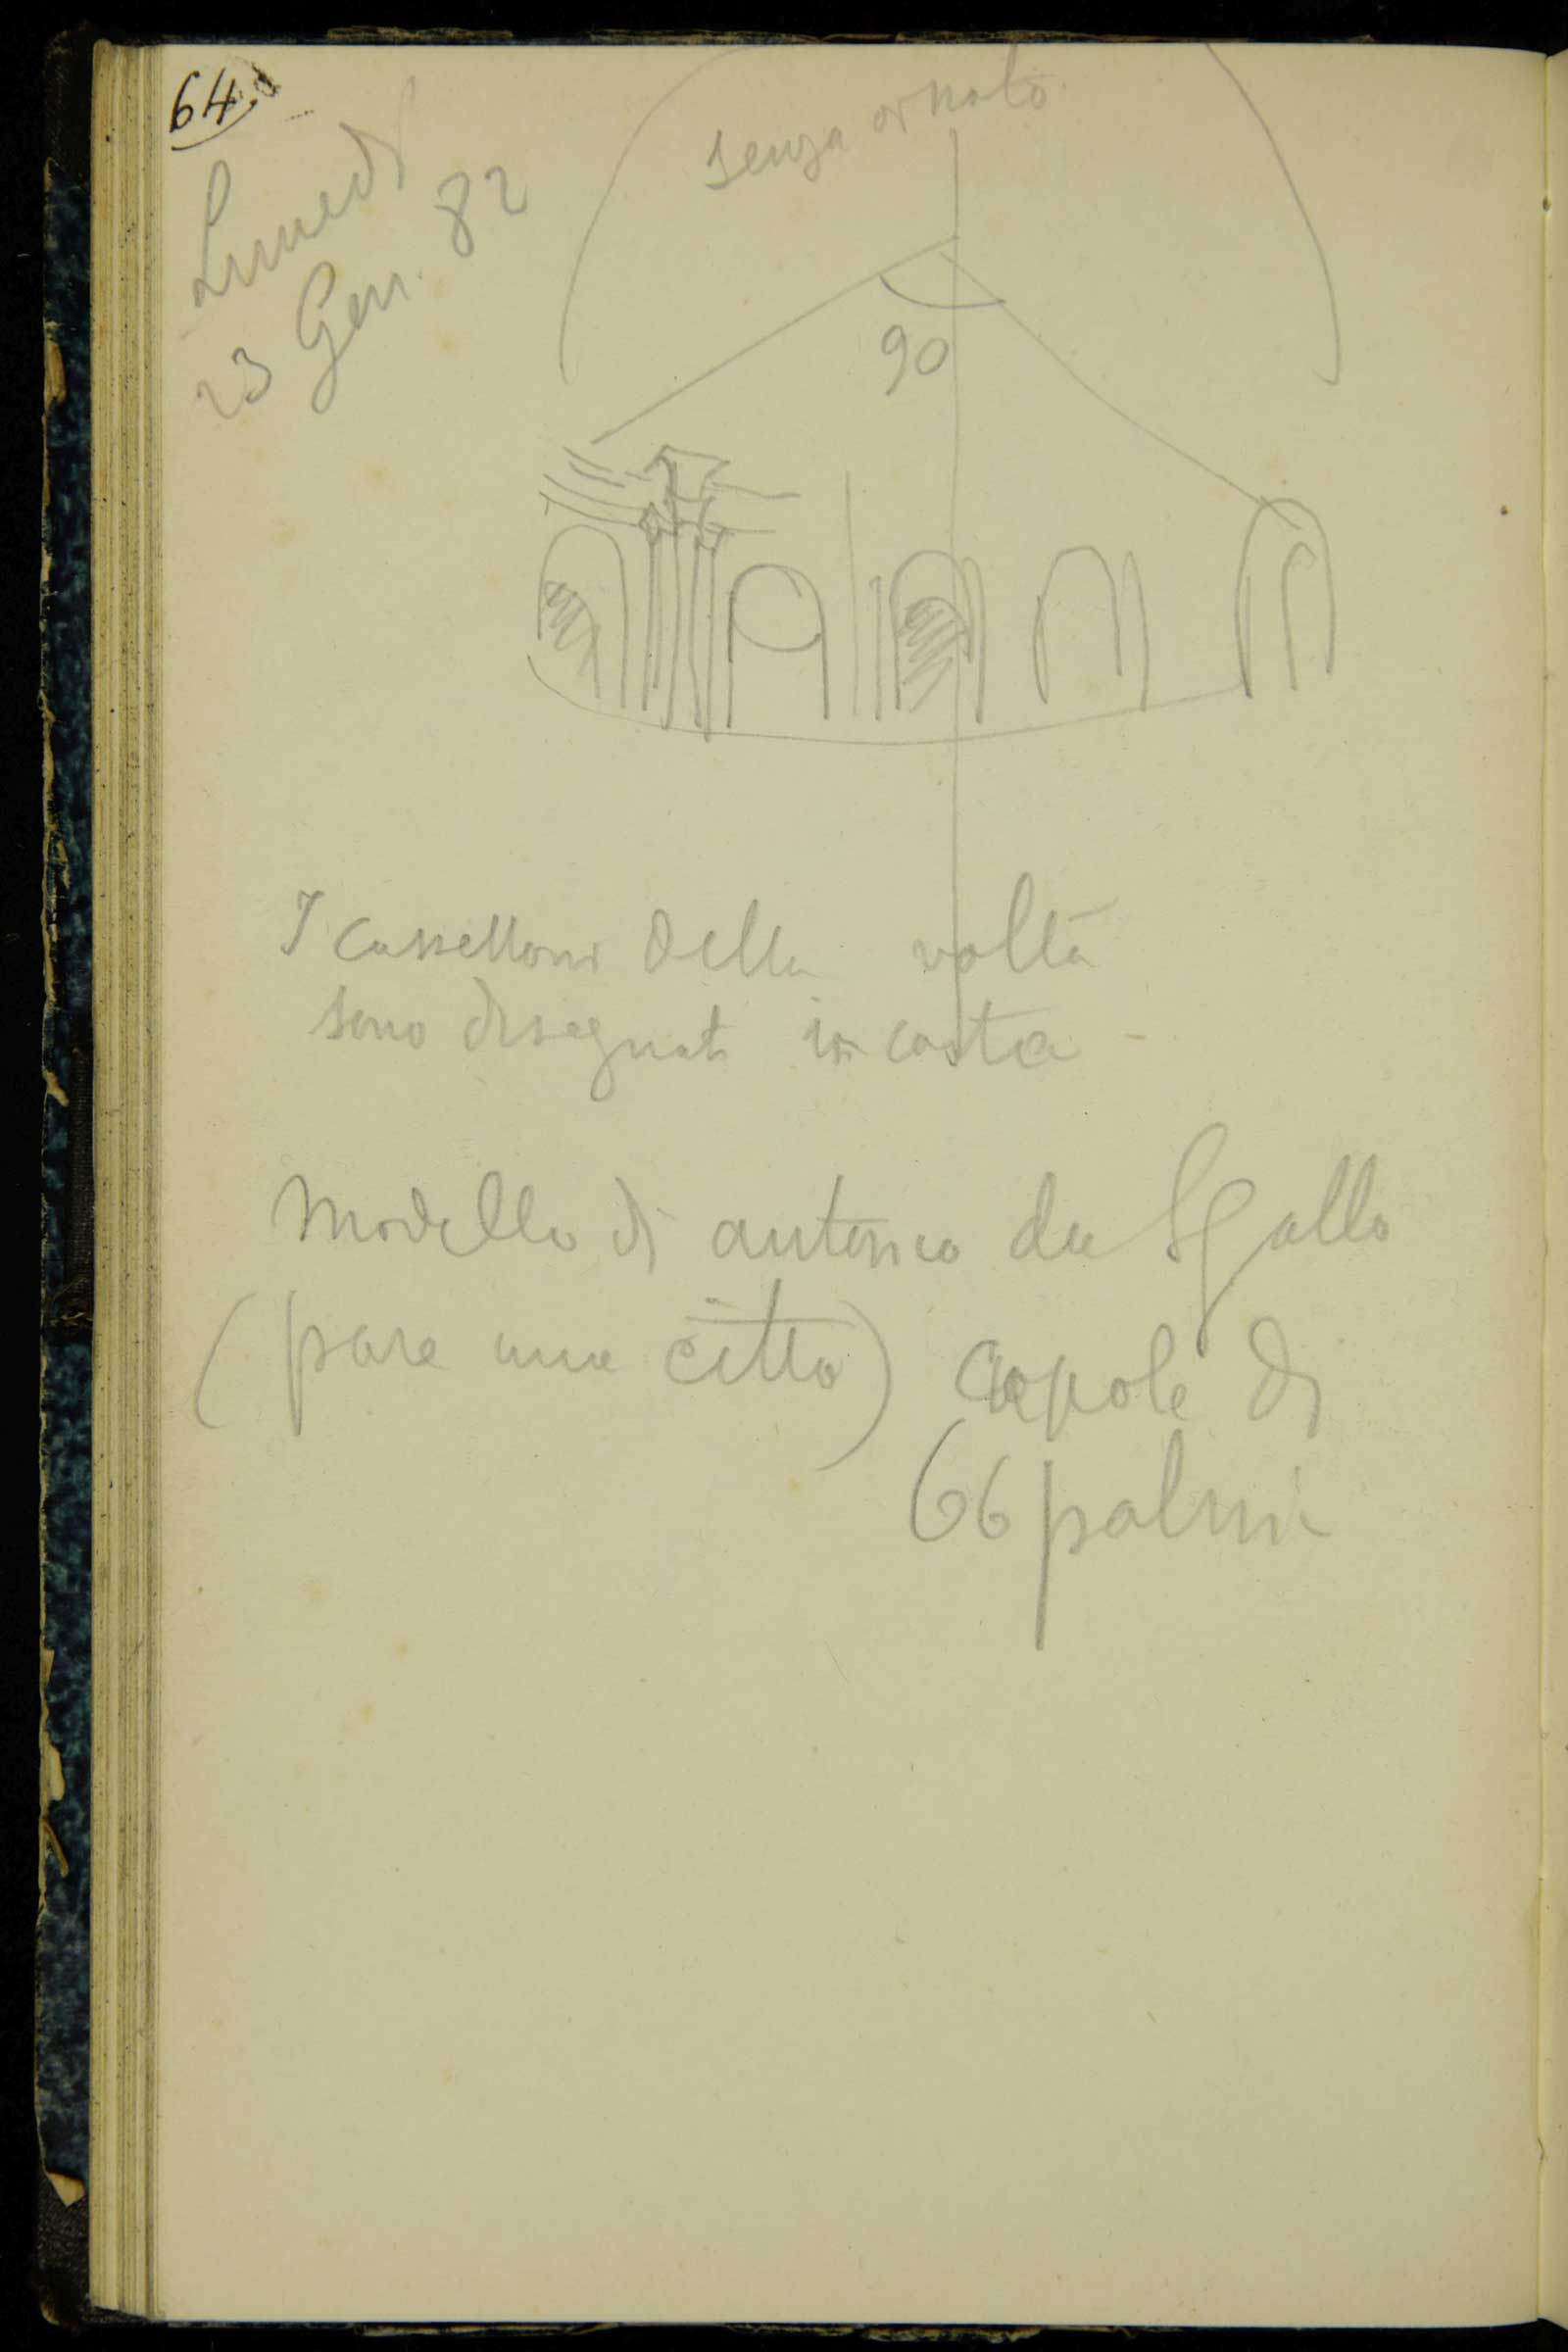 64.
Lunedì
23 Gen. 82
senza ornato
90
I cassettoni della volta
sono disegnati in carta -
Modello di antonio da Sgallo
(pare una città) cupole di
66 palmi